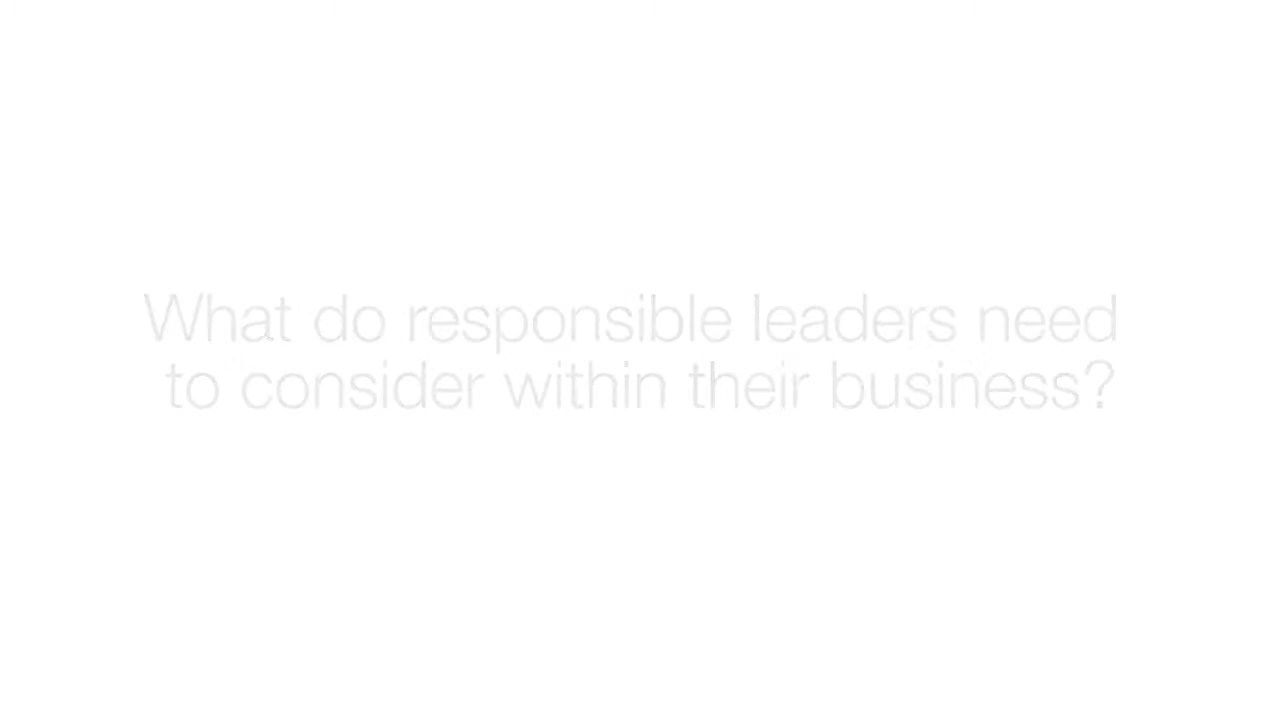 What do responsible leaders need
to consider within their business?